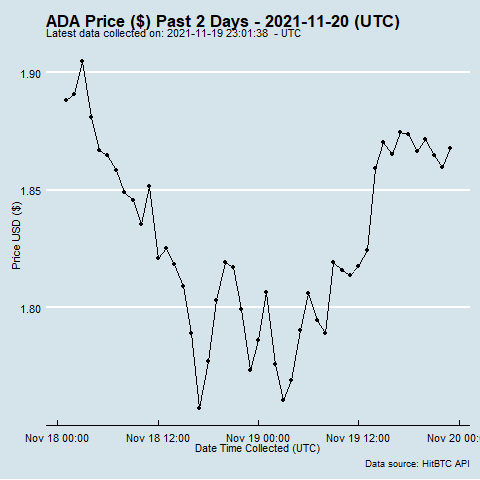 ADA Price ($) Past 2 Days - 2021-11-20 (UTC)
Latest data collected on: 2021-11-19 23:01:38 - UTC
1.90
1.85
1.80
Price USD ($)
Nov 18 00:00 Nov 18 12:00 Nov 19 00:00 Nov 19 12:00 Nov 20 00:
Date Time Collected (UTC)
Data source: HitBTC API